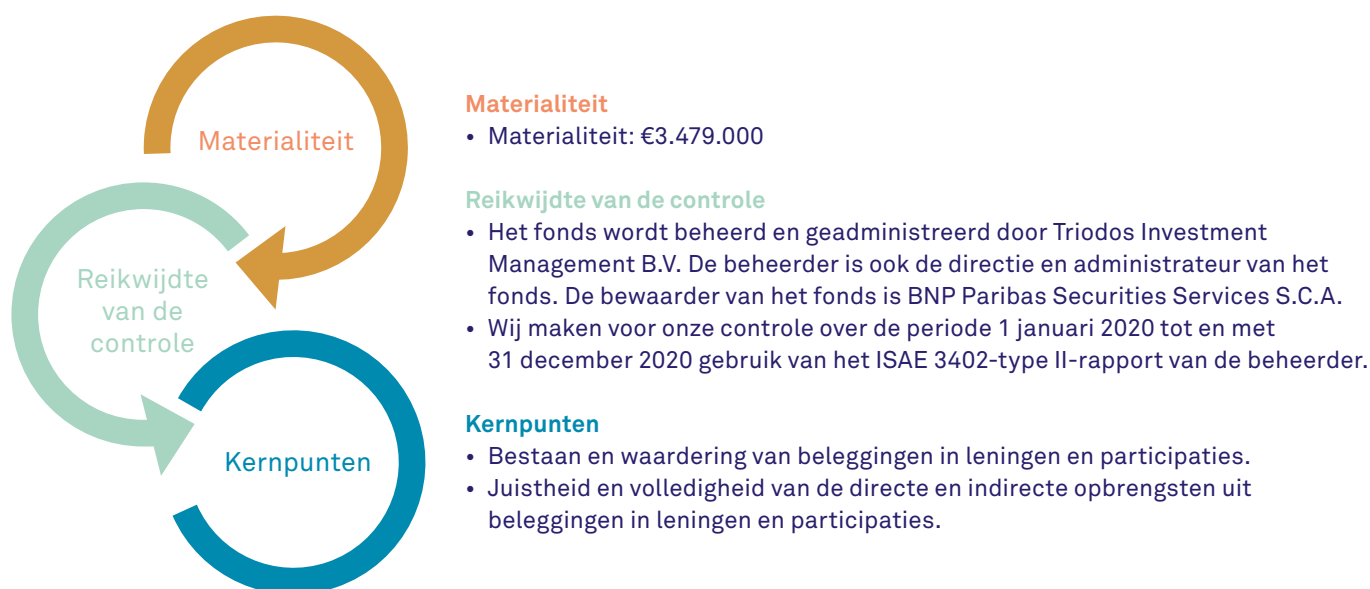 Materialiteit
Reikwijdte
van de
controle
Kernpunten
Materialiteit
• Materialiteit: €3.479.000
Reikwijdte van de controle
• Het fonds wordt beheerd en geadministreerd door Triodos Investment
Management B.V. De beheerder is ook de directie en administrateur van het
fonds. De bewaarder van het fonds is BNP Paribas Securities Services S.C.A.
• Wij maken voor onze controle over de periode 1 januari 2020 tot en met
31 december 2020 gebruik van het ISAE 3402-type II-rapport van de beheerder.
Kernpunten
• Bestaan en waardering van beleggingen in leningen en participaties.
• Juistheid en volledigheid van de directe en indirecte opbrengsten uit
beleggingen in leningen en participaties.